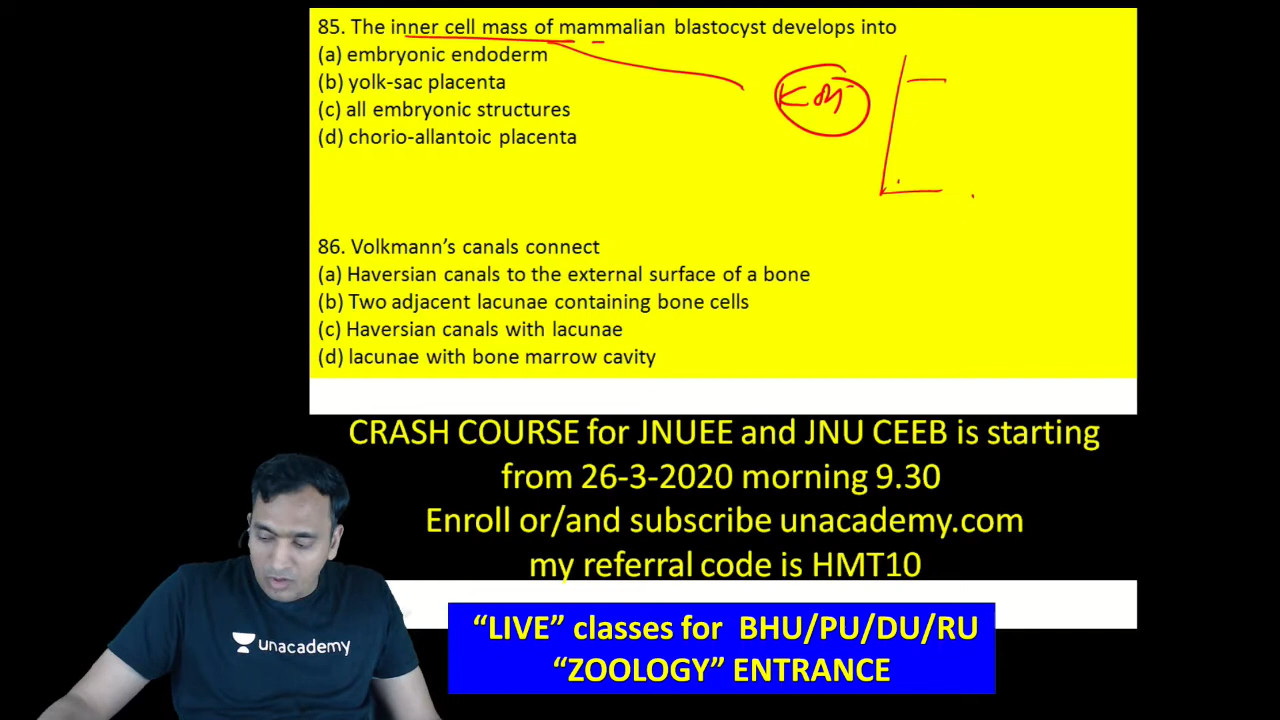 85. The inner cell mass of mammalian blastocyst develops into
(a) embryonic endoderm
(b) yolk-sac placenta
(c) all embryonic structures
(d) chorio-allantoic placenta
86. Volkmann’s canals connect
(a) Haversian canals to the external surface of a bone
(b) Two adjacent lacunae containing bone cells
(c) Haversian canals with lacunae
(d) lacunae with bone marrow cavity
CRASH COURSE for JNUEE and JNU CEEB is starting
from 26-3-2020 morning 9.30
Enroll or/and subscribe unacademy.com
my referral code is HMT10
unacademy
“LIVE” classes for BHU/PU/DU/RU
“ZOOLOGY” ENTRANCE